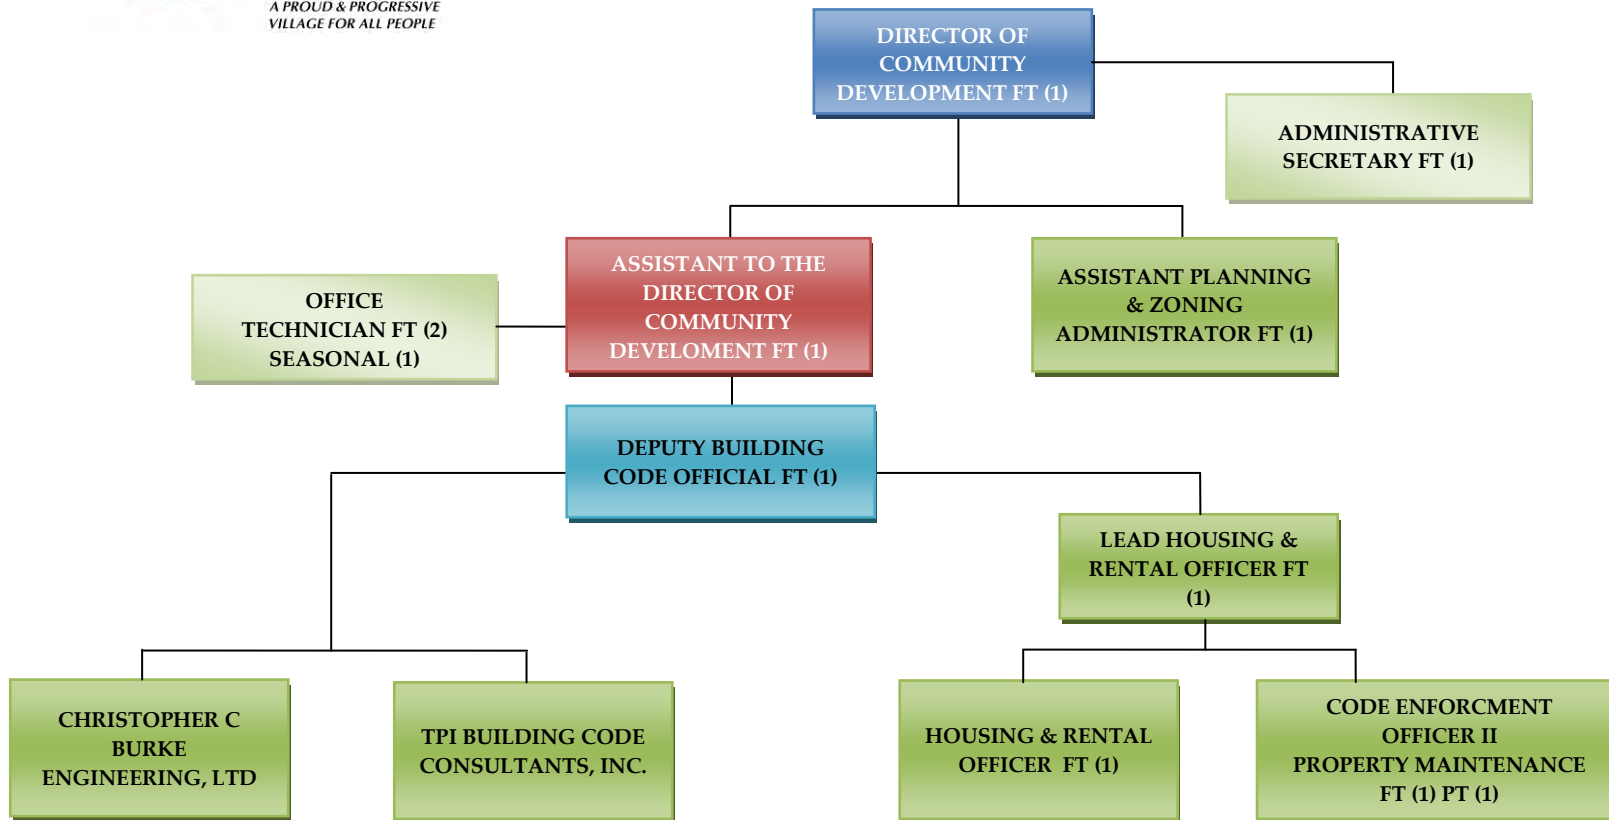 A PROUD & PROGRESSIVE
VILLAGE FOR ALL PEOPLE
DIRECTOR OF
COMMUNITY
DEVELOPMENT FT (1)
ADMINISTRATIVE
SECRETARY FT (1)
ASSISTANT TO THE
DIRECTOR OF
COMMUNITY
DEVELOMENT FT (1)
ASSISTANT PLANNING
& ZONING
ADMINISTRATOR FT (1)
OFFICE
TECHNICIAN FT (2)
SEASONAL (1)
DEPUTY BUILDING
CODE OFFICIAL FT (1)
LEAD HOUSING &
RENTAL OFFICER FT
(1)
CHRISTOPHER C
BURKE
ENGINEERING, LTD
TPI BUILDING CODE
CONSULTANTS, INC.
HOUSING & RENTAL
OFFICER FT (1)
CODE ENFORCMENT
OFFICER II
PROPERTY MAINTENANCE
FT (1) PT (1)